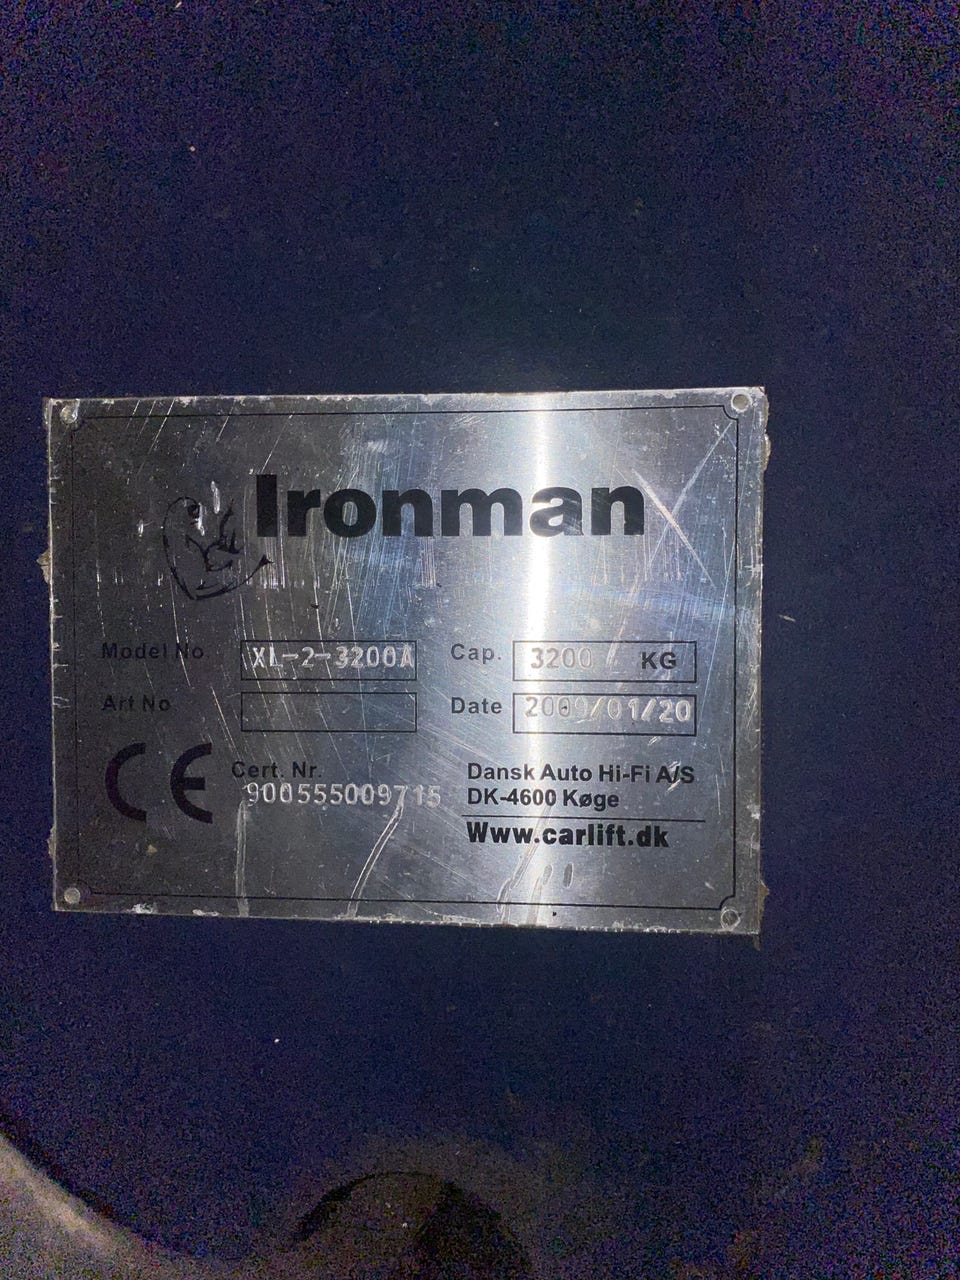 Ironman
Model No XL-2-3200A Cap. 3200 KG
Art No Date 2009/01/20
CE Cert. Nr. Dansk Auto Hi-Fi A/S
900555009715 DK-4600 Køge
Www.carlift.dk